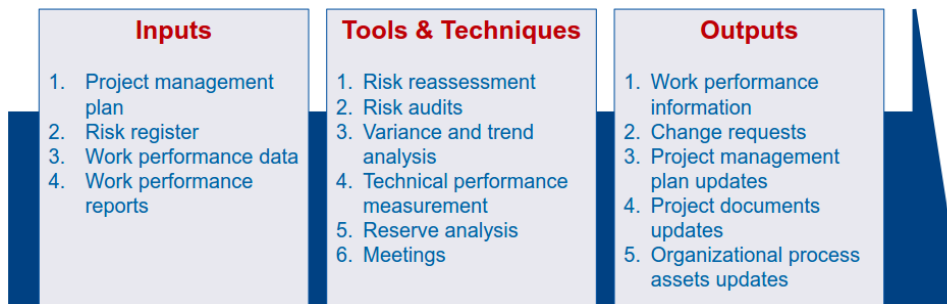 Inputs
1. Project management
plan
2. Risk register
3. Work performance data
4. Work performance
reports
Tools & Techniques
1. Risk reassessment
2. Risk audits
3. Variance and trend
analysis
4. Technical performance
measurement
5. Reserve analysis
6. Meetings
Outputs
1. Work performance
information
2. Change requests
3. Project management
plan updates
4. Project documents
updates
5. Organizational process
assets updates